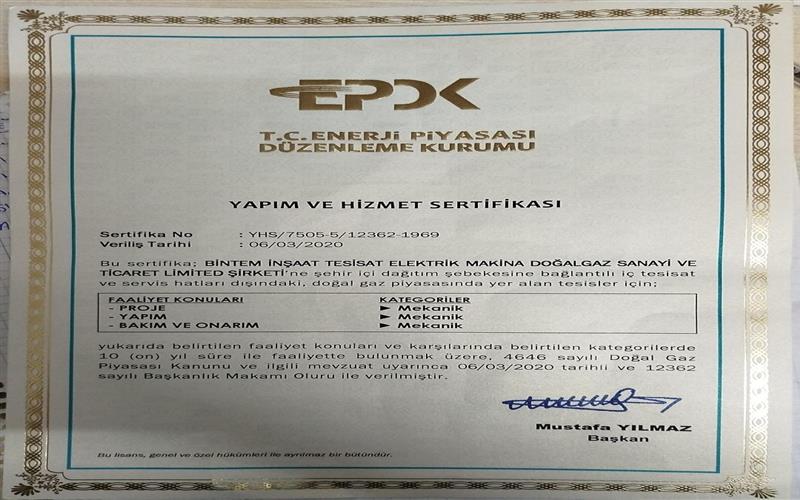 EPDK
T.C. ENERJİ PİYASASI
DÜZENLEME KURUMU
YAPIM VE HİZMET SERTİFİKASI
Sertifika No : YHS/7505-5/12362-1969
Veriliş Tarihi : 06/03/2020
Bu sertifika; BİNTEM İNŞAAT TESİSAT ELEKTRİK MAKİNA DOĞALGAZ SANAYİ VE
TİCARET LİMİTED ŞİRKETİ'ne şehir içi dağıtım şebekesine bağlantılı iç tesisat
ve servis hatları dışındaki, doğal gaz piyasasında yer alan tesisler için;
FAALİYET KONULARI KATEGORİLER
- PROJE ► Mekanik
- YAPIM ► Mekanik
- BAKIM VE ONARIM ► Mekanik
yukarıda belirtilen faaliyet konuları ve karşılarında belirtilen kategorilerde
10 (on) yıl süre ile faaliyette bulunmak üzere, 4646 sayılı Doğal Gaz
Piyasası Kanunu ve ilgili mevzuat uyarınca 06/03/2020 tarihli ve 12362
sayılı Başkanlık Makamı Oluru ile verilmiştir.
Mustafa YILMAZ
Başkan
Bu lisans, genel ve özel hükümleri ile ayrılmaz bir bütündür.